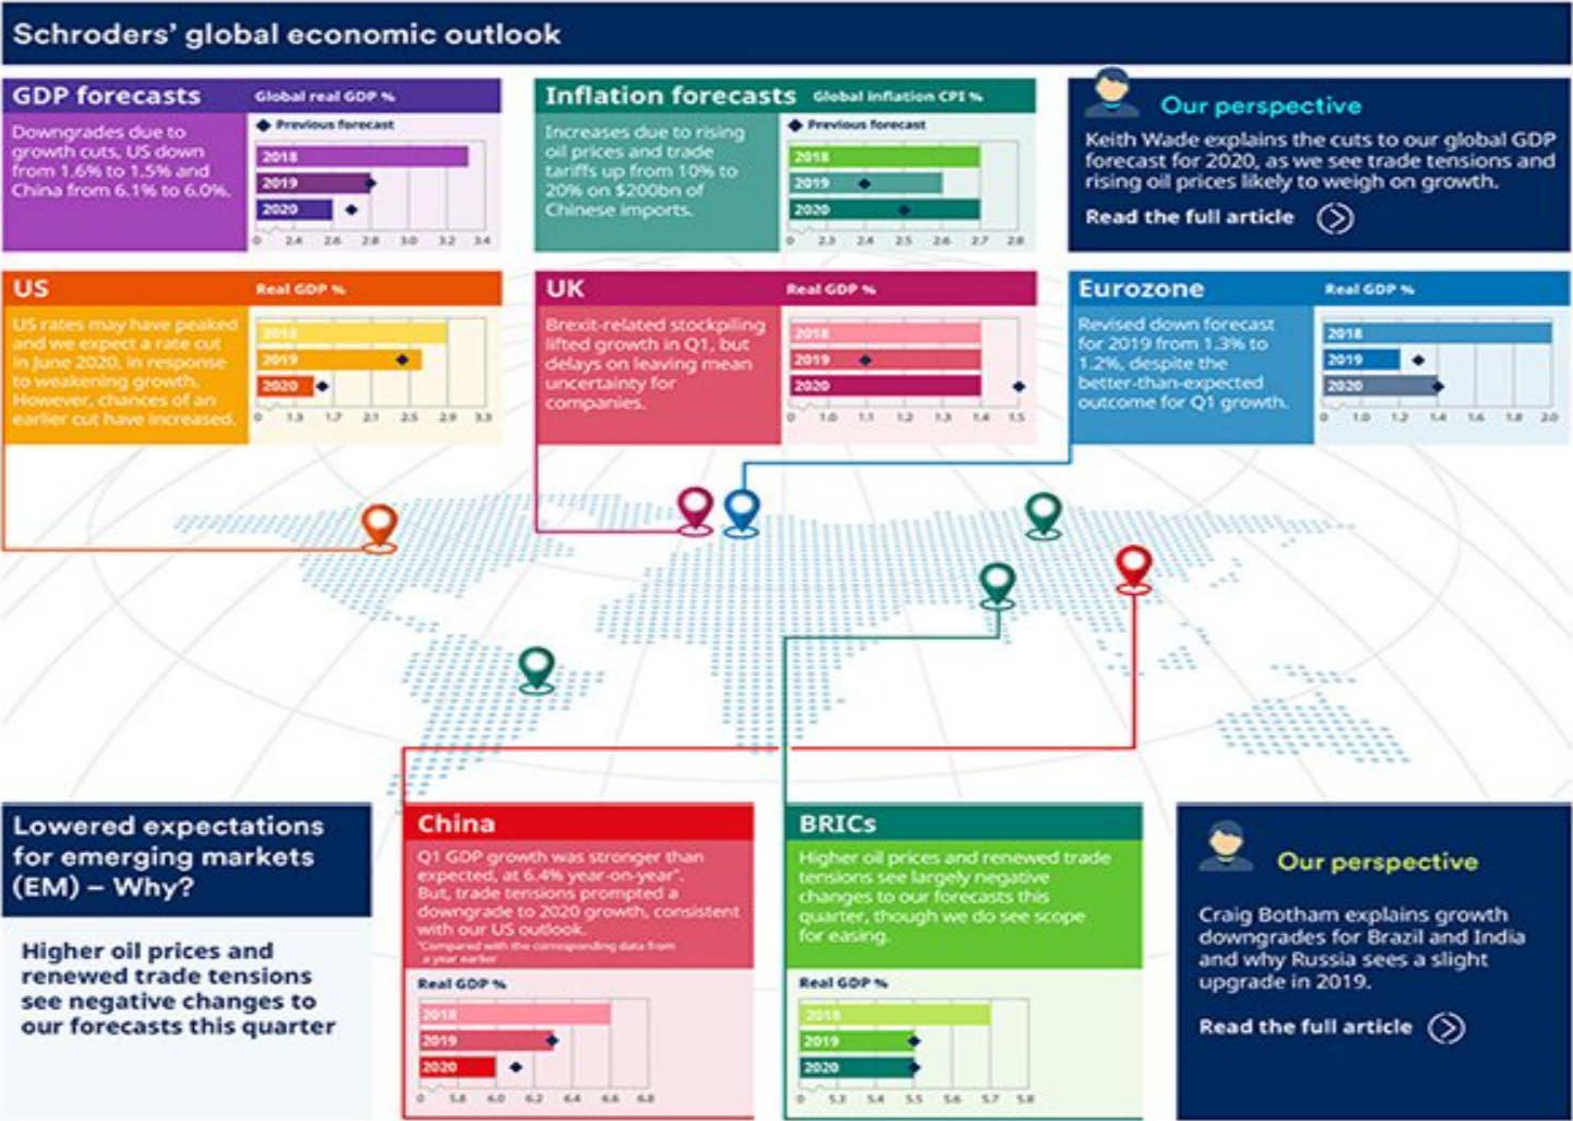 Schroders’ global economic outlook
GDP forecasts
Global real GDP %
Downgrades due to
growth cuts, US down
from 1.6% to 1.5% and
China from 6.1% to 6.0%.
Previous forecast
2018
2019
2020
0 2.4 2.6 2.8 3.0 3.2 3.4
Inflation forecasts
Global inflation CPI %
Increases due to rising
oil prices and trade
tariffs up from 10% to
20% on $200bn of
Chinese imports.
Previous forecast
2018
2019
2020
0 2.3 2.4 2.5 2.6 2.7 2.8
Our perspective
Keith Wade explains the cuts to our global GDP
forecast for 2020, as we see trade tensions and
rising oil prices likely to weigh on growth.
Read the full article
US
Real GDP %
US rates may have peaked
and we expect a rate cut
in June 2020, in response
to weakening growth.
However, chances of an
earlier cut have increased.
2018
2019
2020
0 1.3 1.7 2.1 2.5 2.9 3.3
UK
Real GDP %
Brexit-related stockpiling
lifted growth in Q1, but
delays on leaving mean
uncertainty for
companies.
2018
2019
2020
0 1.0 1.1 1.2 1.3 1.4 1.5
Eurozone
Real GDP %
Revised down forecast
for 2019 from 1.3% to
1.2%, despite the
better-than-expected
outcome for Q1 growth.
2018
2019
2020
0 1.0 1.2 1.4 1.6 1.8 2.0
Lowered expectations
for emerging markets
(EM) – Why?
Higher oil prices and
renewed trade tensions
see negative changes to
our forecasts this quarter
China
Q1 GDP growth was stronger than
expected, at 6.4% year-on-year*.
But, trade tensions prompted a
downgrade to 2020 growth, consistent
with our US outlook.
*Compared with the corresponding data from
a year earlier
Real GDP %
2018
2019
2020
0 5.8 6.0 6.2 6.4 6.6 6.8
BRICs
Higher oil prices and renewed trade
tensions see largely negative
changes to our forecasts this
quarter, though we do see scope
for easing.
Real GDP %
2018
2019
2020
0 5.3 5.4 5.5 5.6 5.7 5.8
Our perspective
Craig Botham explains growth
downgrades for Brazil and India
and why Russia sees a slight
upgrade in 2019.
Read the full article